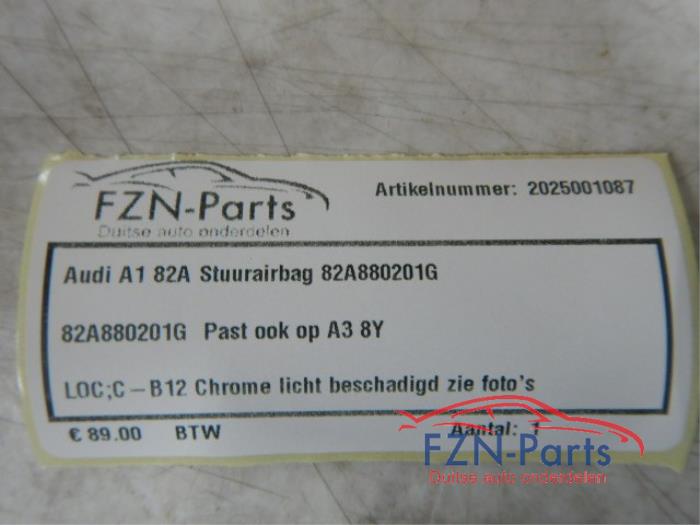 FZN-Parts
Duitse auto onderdelen
Artikelnummer: 2025001087
Audi A1 82A Stuurairbag 82A880201G
82A880201G Past ook op A3 8Y
LOC;C – B12 Chrome licht beschadigd zie foto's
€ 89.00 BTW Aantal: 1
FZN-Parts
Duitse auto onderdelen